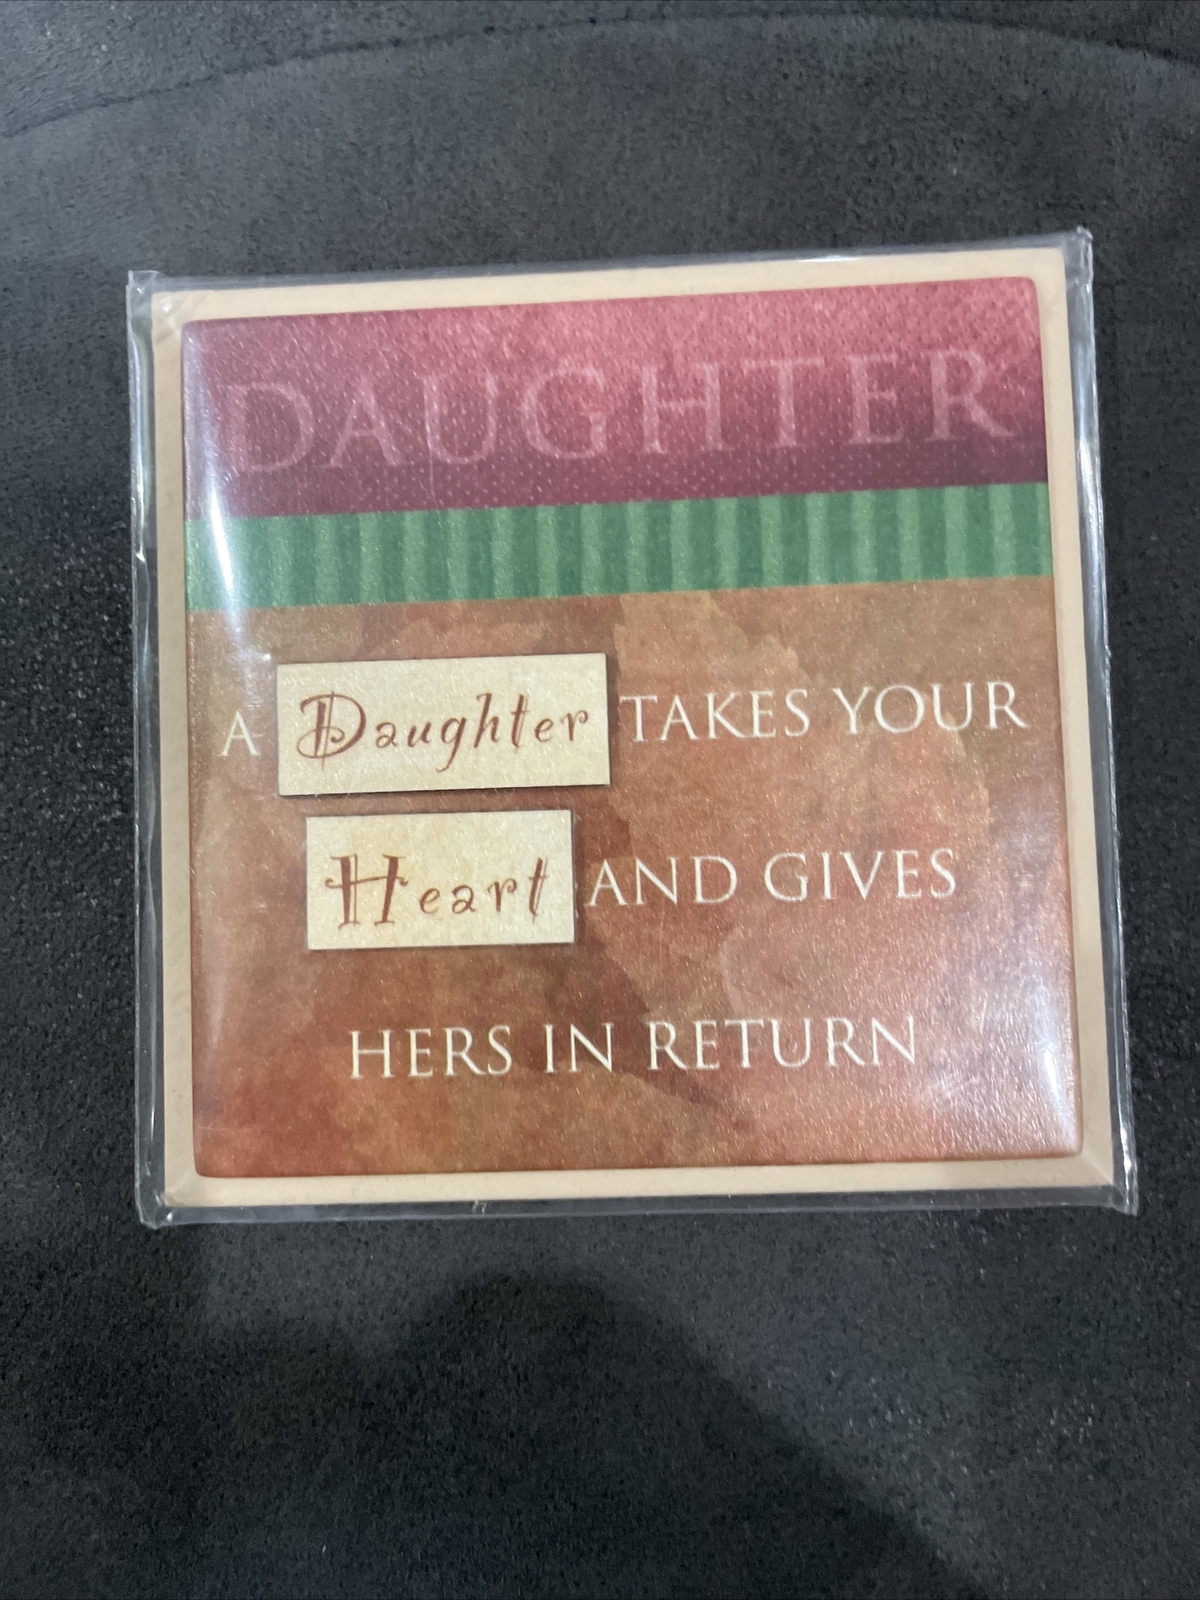 DAUGHTER
A Daughter TAKES YOUR
Heart AND GIVES
HERS IN RETURN